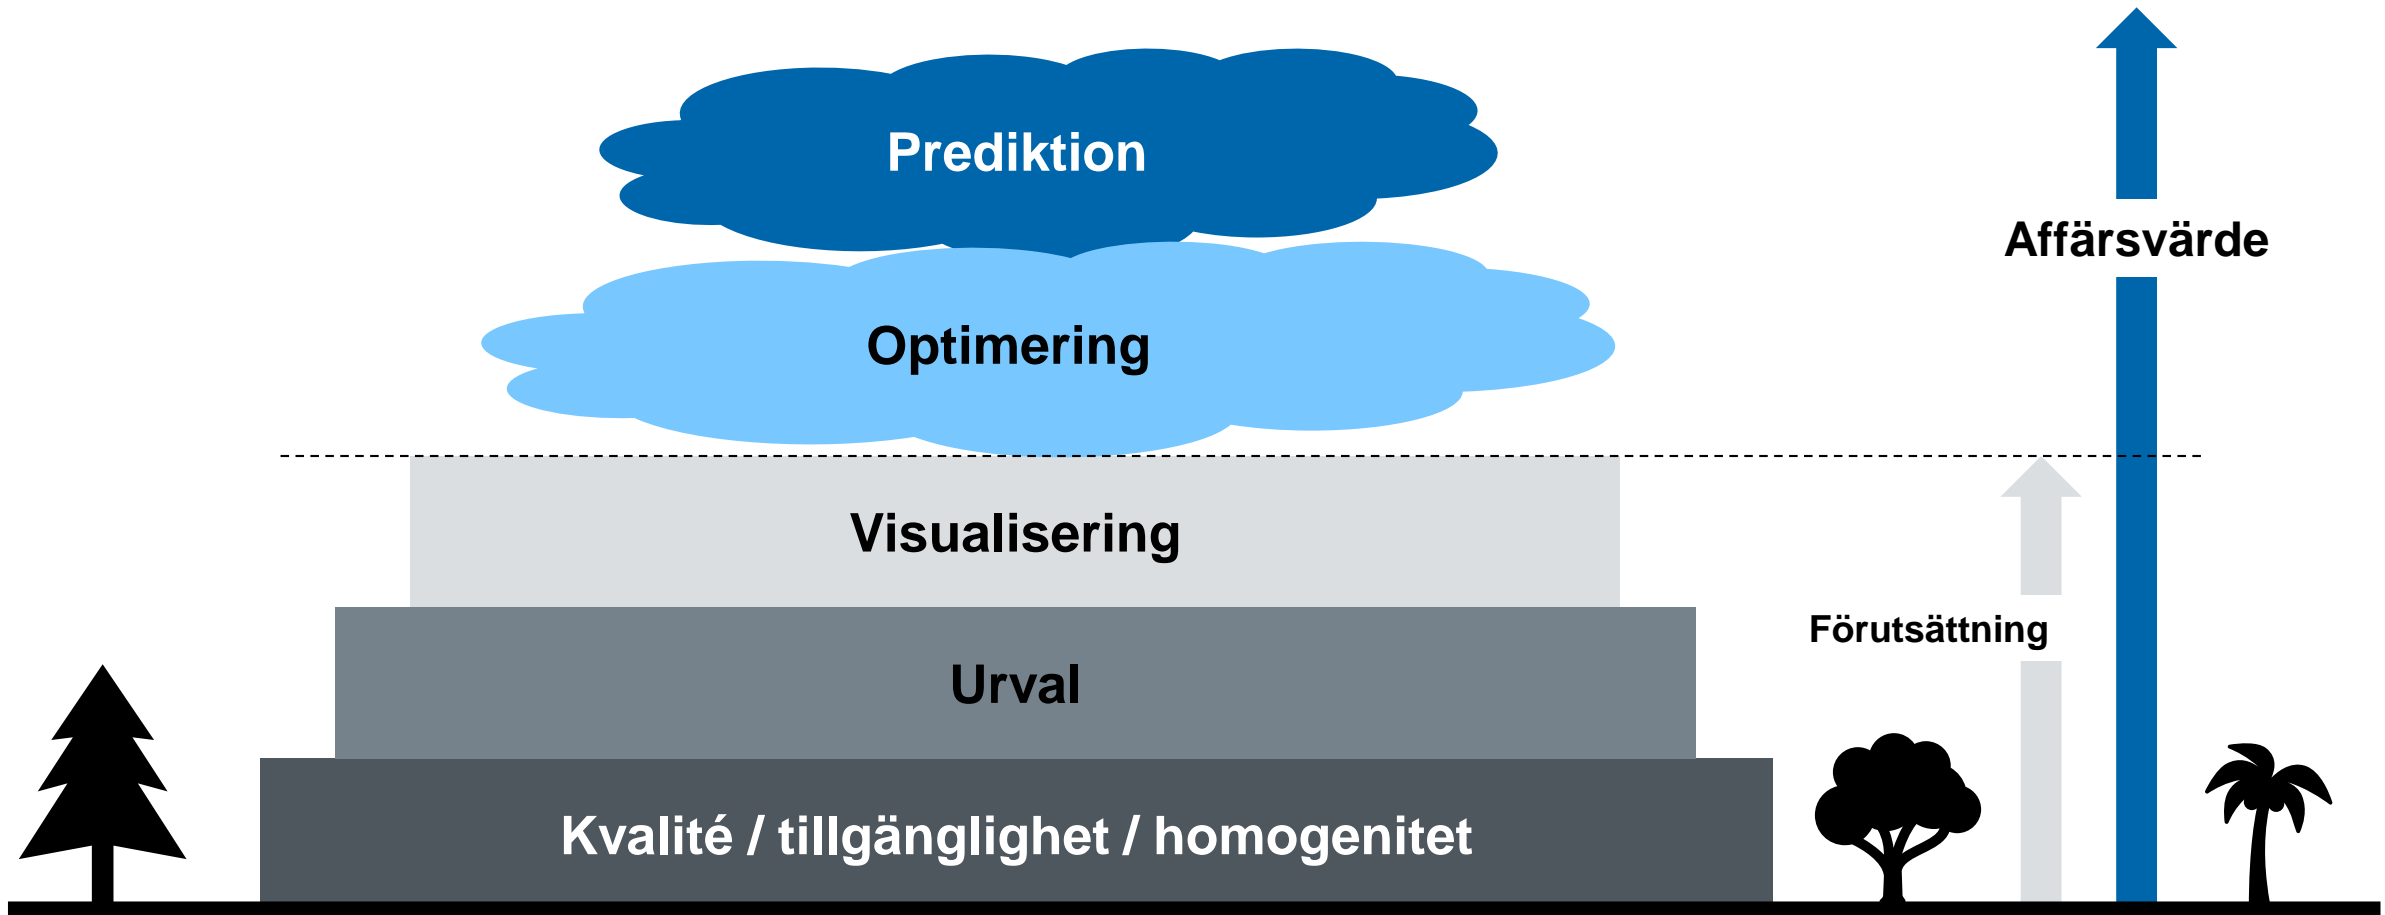 Prediktion
Affärsvärde
Optimering
Visualisering
Förutsättning
Urval
Kvalité / tillgänglighet / homogenitet